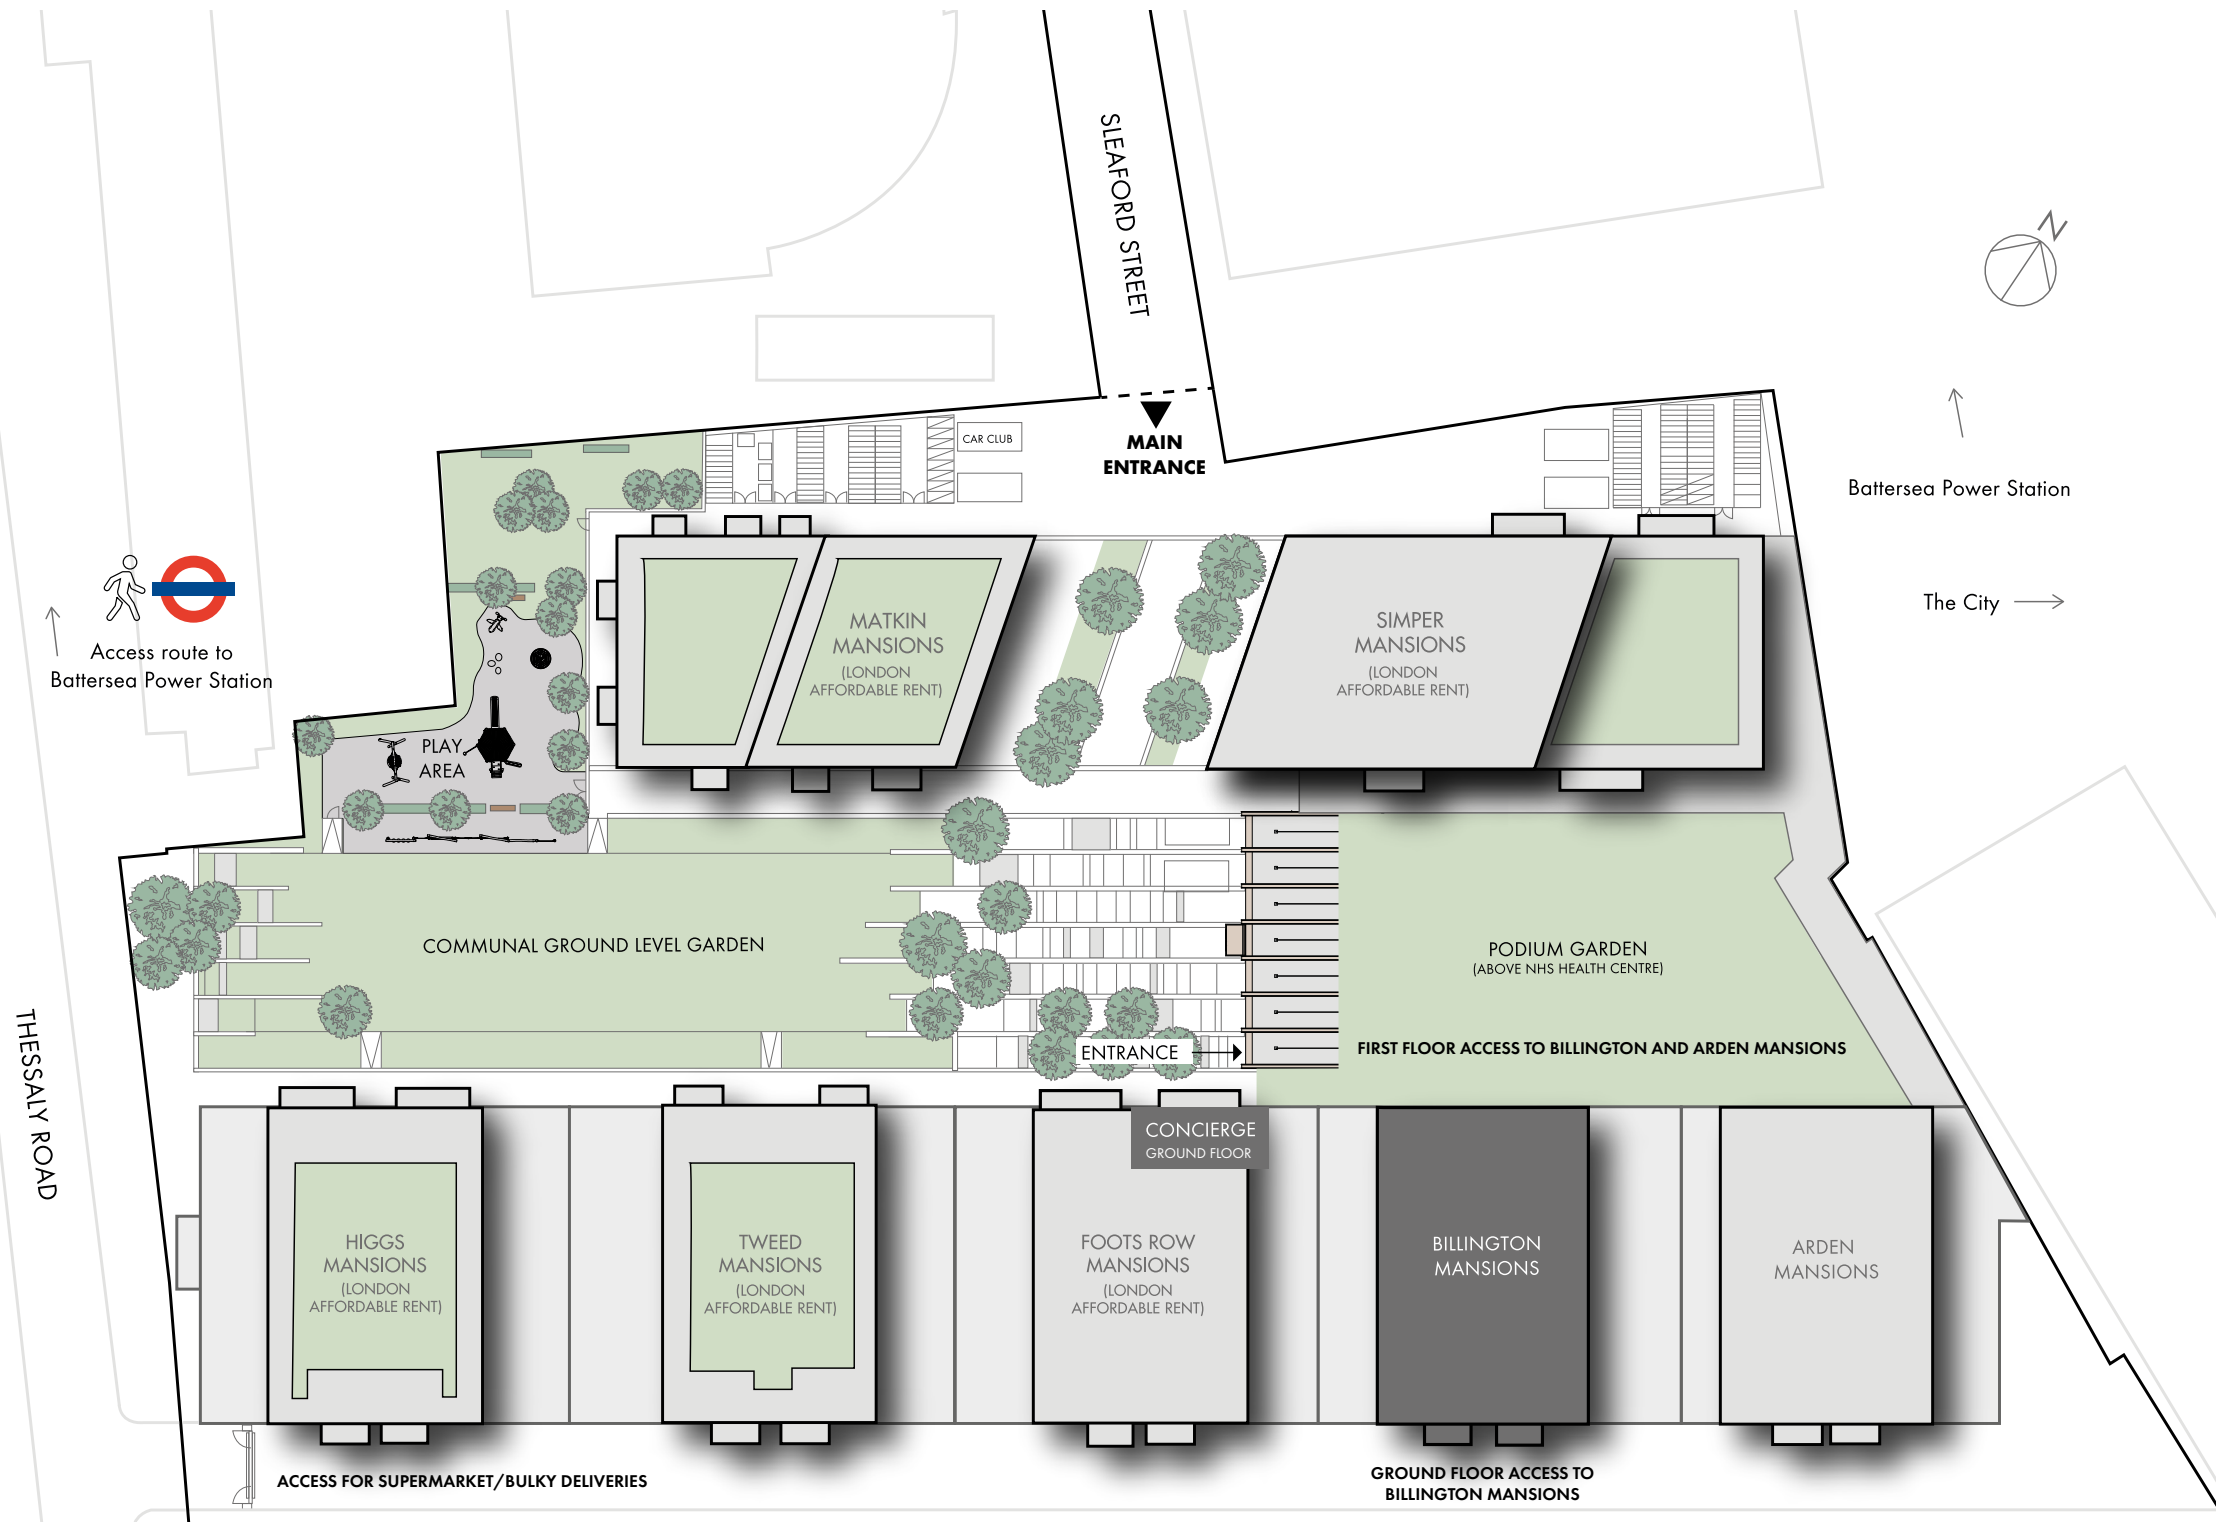 SLEAFORD STREET
N
CAR CLUB
MAIN
ENTRANCE
Battersea Power Station
The City
Access route to
Battersea Power Station
MATKIN
MANSIONS
(LONDON
AFFORDABLE RENT)
SIMPER
MANSIONS
(LONDON
AFFORDABLE RENT)
PLAY
AREA
COMMUNAL GROUND LEVEL GARDEN
PODIUM GARDEN
(ABOVE NHS HEALTH CENTRE)
ENTRANCE
FIRST FLOOR ACCESS TO BILLINGTON AND ARDEN MANSIONS
THESSALY ROAD
CONCIERGE
GROUND FLOOR
HIGGS
MANSIONS
(LONDON
AFFORDABLE RENT)
TWEED
MANSIONS
(LONDON
AFFORDABLE RENT)
FOOTS ROW
MANSIONS
(LONDON
AFFORDABLE RENT)
BILLINGTON
MANSIONS
ARDEN
MANSIONS
ACCESS FOR SUPERMARKET/BULKY DELIVERIES
GROUND FLOOR ACCESS TO
BILLINGTON MANSIONS